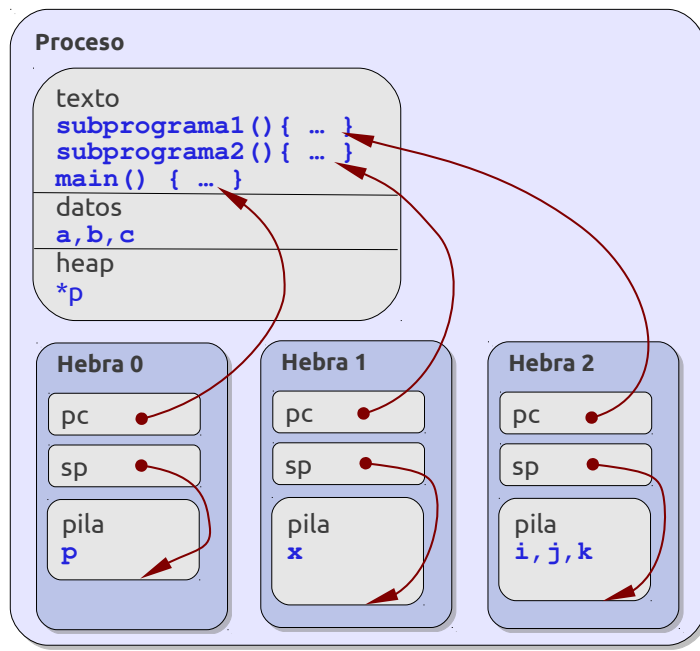 Proceso
texto
subprograma1(){ … }
subprograma2(){ … }
main() { … }
datos
a,b,c
heap
*p
Hebra 0
pc
sp
pila
p
Hebra 1
pc
sp
pila
x
Hebra 2
pc
sp
pila
i,j,k